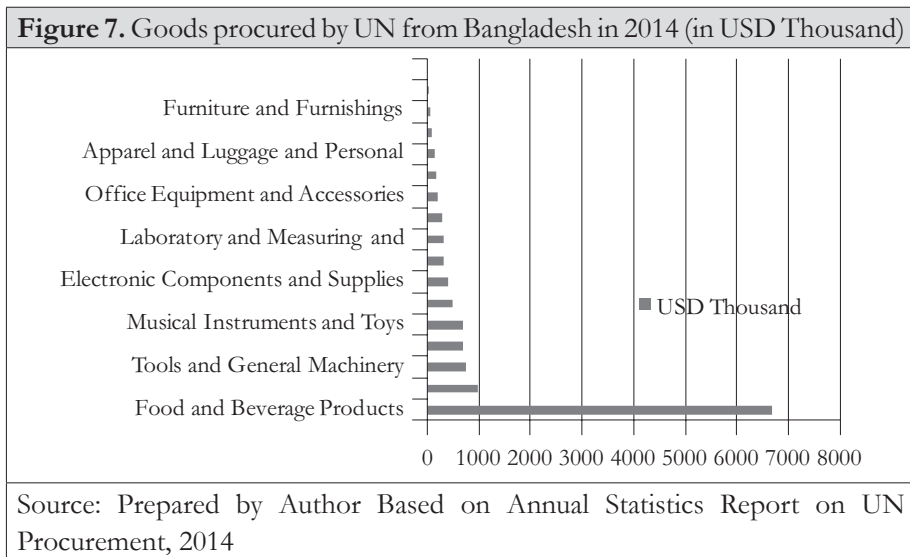 Figure 7. Goods procured by UN from Bangladesh in 2014 (in USD Thousand)
Furniture and Furnishings
Apparel and Luggage and Personal
Office Equipment and Accessories
Laboratory and Measuring and
Electronic Components and Supplies
USD Thousand
Musical Instruments and Toys
Tools and General Machinery
Food and Beverage Products
0 1000 2000 3000 4000 5000 6000 7000 8000
Source: Prepared by Author Based on Annual Statistics Report on UN
Procurement, 2014